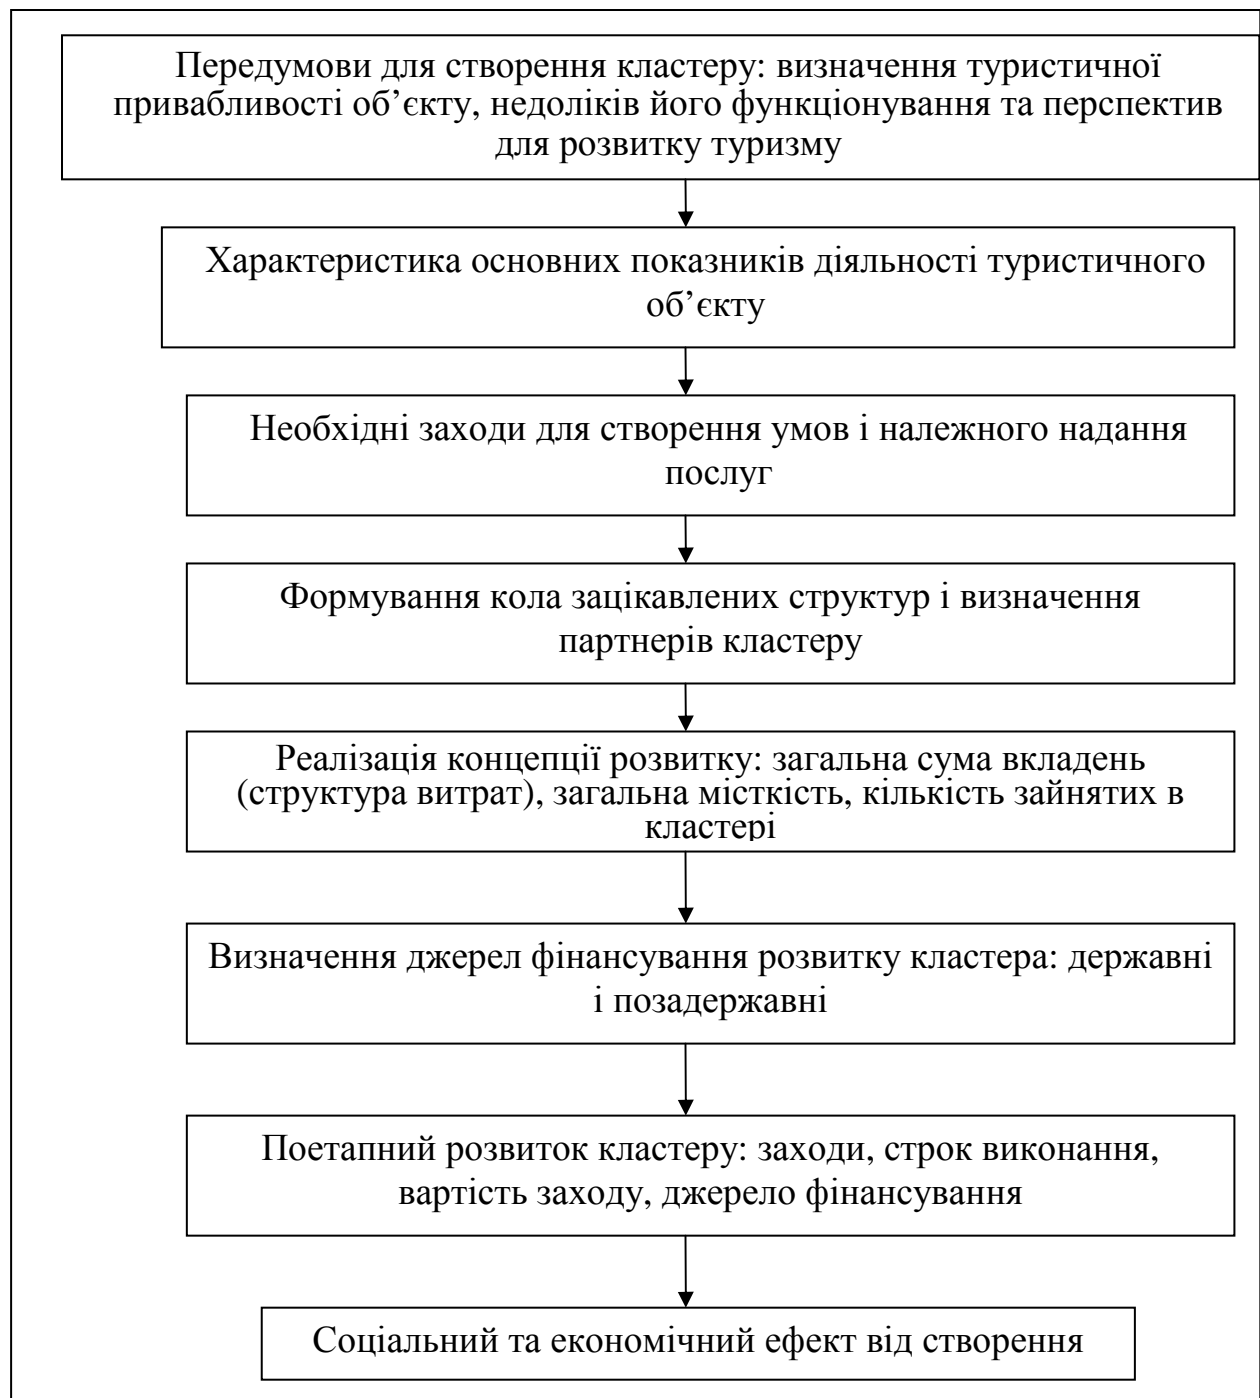 Передумови для створення кластеру: визначення туристичної
привабливості об’єкту, недоліків його функціонування та перспектив
для розвитку туризму
Характеристика основних показників діяльності туристичного
об’єкту
Необхідні заходи для створення умов і належного надання
послуг
Формування кола зацікавлених структур і визначення
партнерів кластеру
Реалізація концепції розвитку: загальна сума вкладень
(структура витрат), загальна місткість, кількість зайнятих в
кластері
Визначення джерел фінансування розвитку кластера: державні
і позадержавні
Поетапний розвиток кластеру: заходи, строк виконання,
вартість заходу, джерело фінансування
Соціальний та економічний ефект від створення